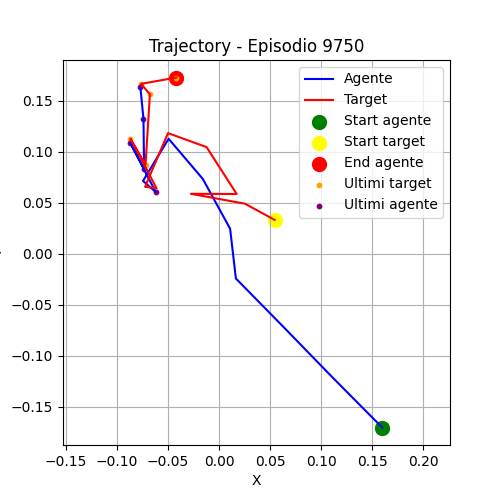 Trajectory - Episodio 9750
Agente
Target
Start agente
Start target
End agente
Ultimi target
Ultimi agente
0.15
0.10
0.05
0.00
−0.05
−0.10
−0.15
−0.15 −0.10 −0.05 0.00 0.05 0.10 0.15 0.20
X